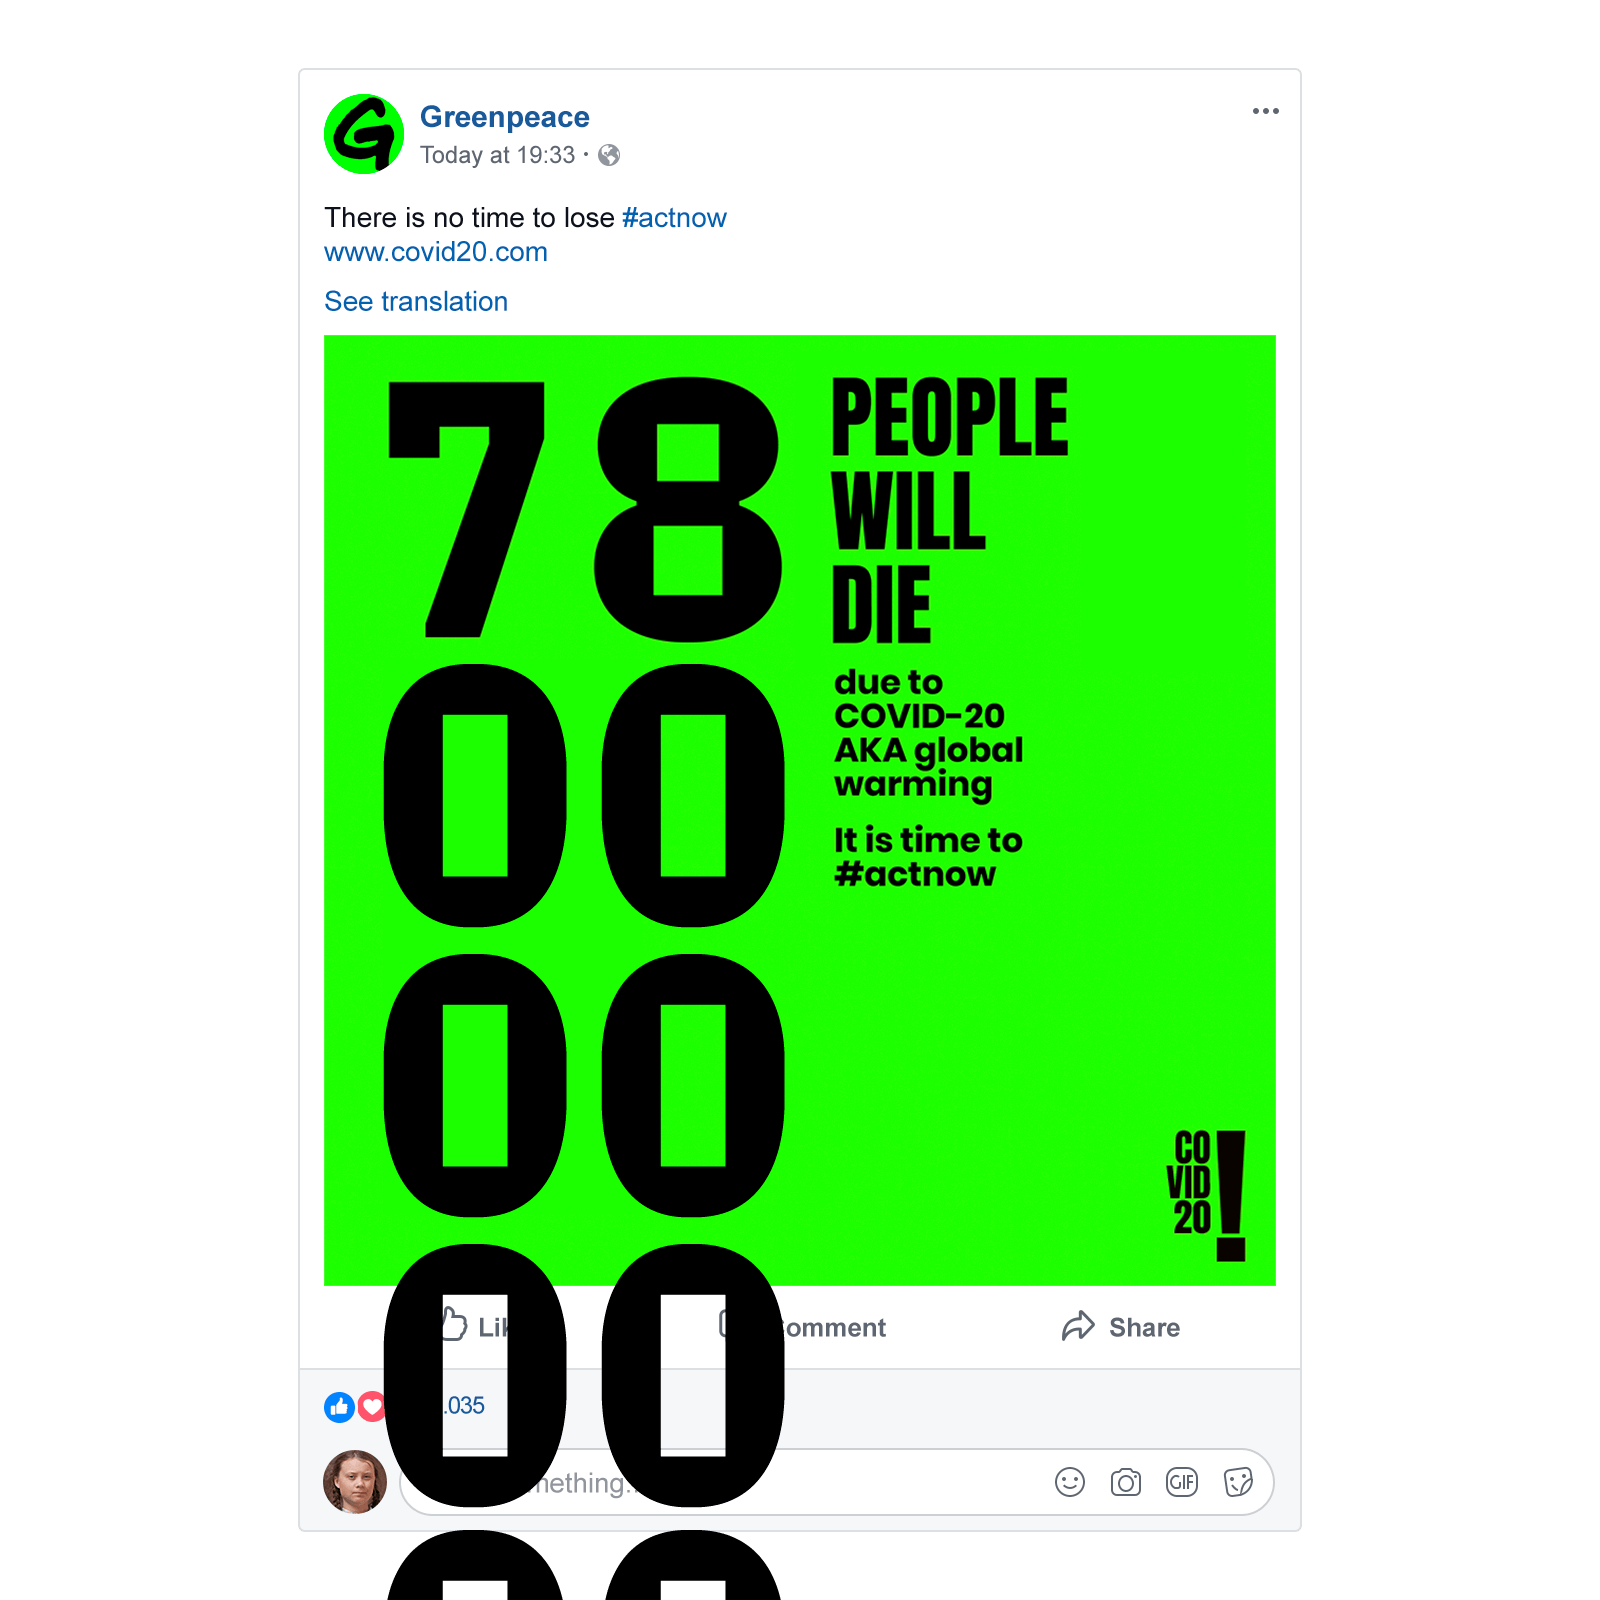 Greenpeace
Today at 19:33
There is no time to lose #actnow
www.covid20.com
See translation
78
00
00
00
00
PEOPLE
WILL
DIE
due to
COVID-20
AKA global
warming
It is time to
#actnow
CO
VID
20!
Share
.035
GIF